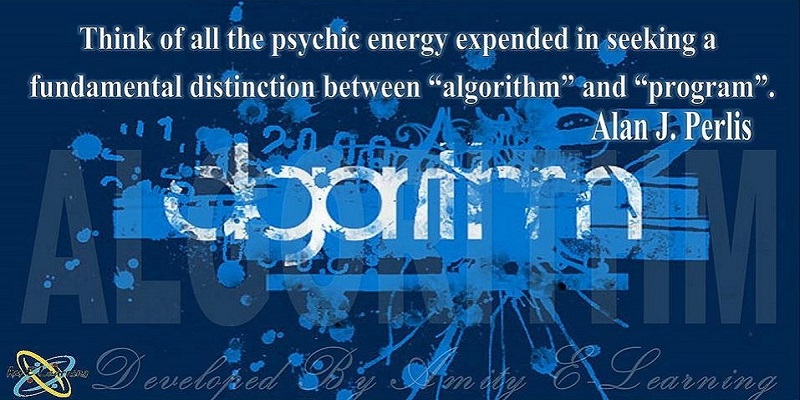 Think of all the psychic energy expended in seeking a
fundamental distinction between “algorithm” and “program”.
Alan J. Perlis
algorithm
ALGORITHM
Developed By Amity E-Learning